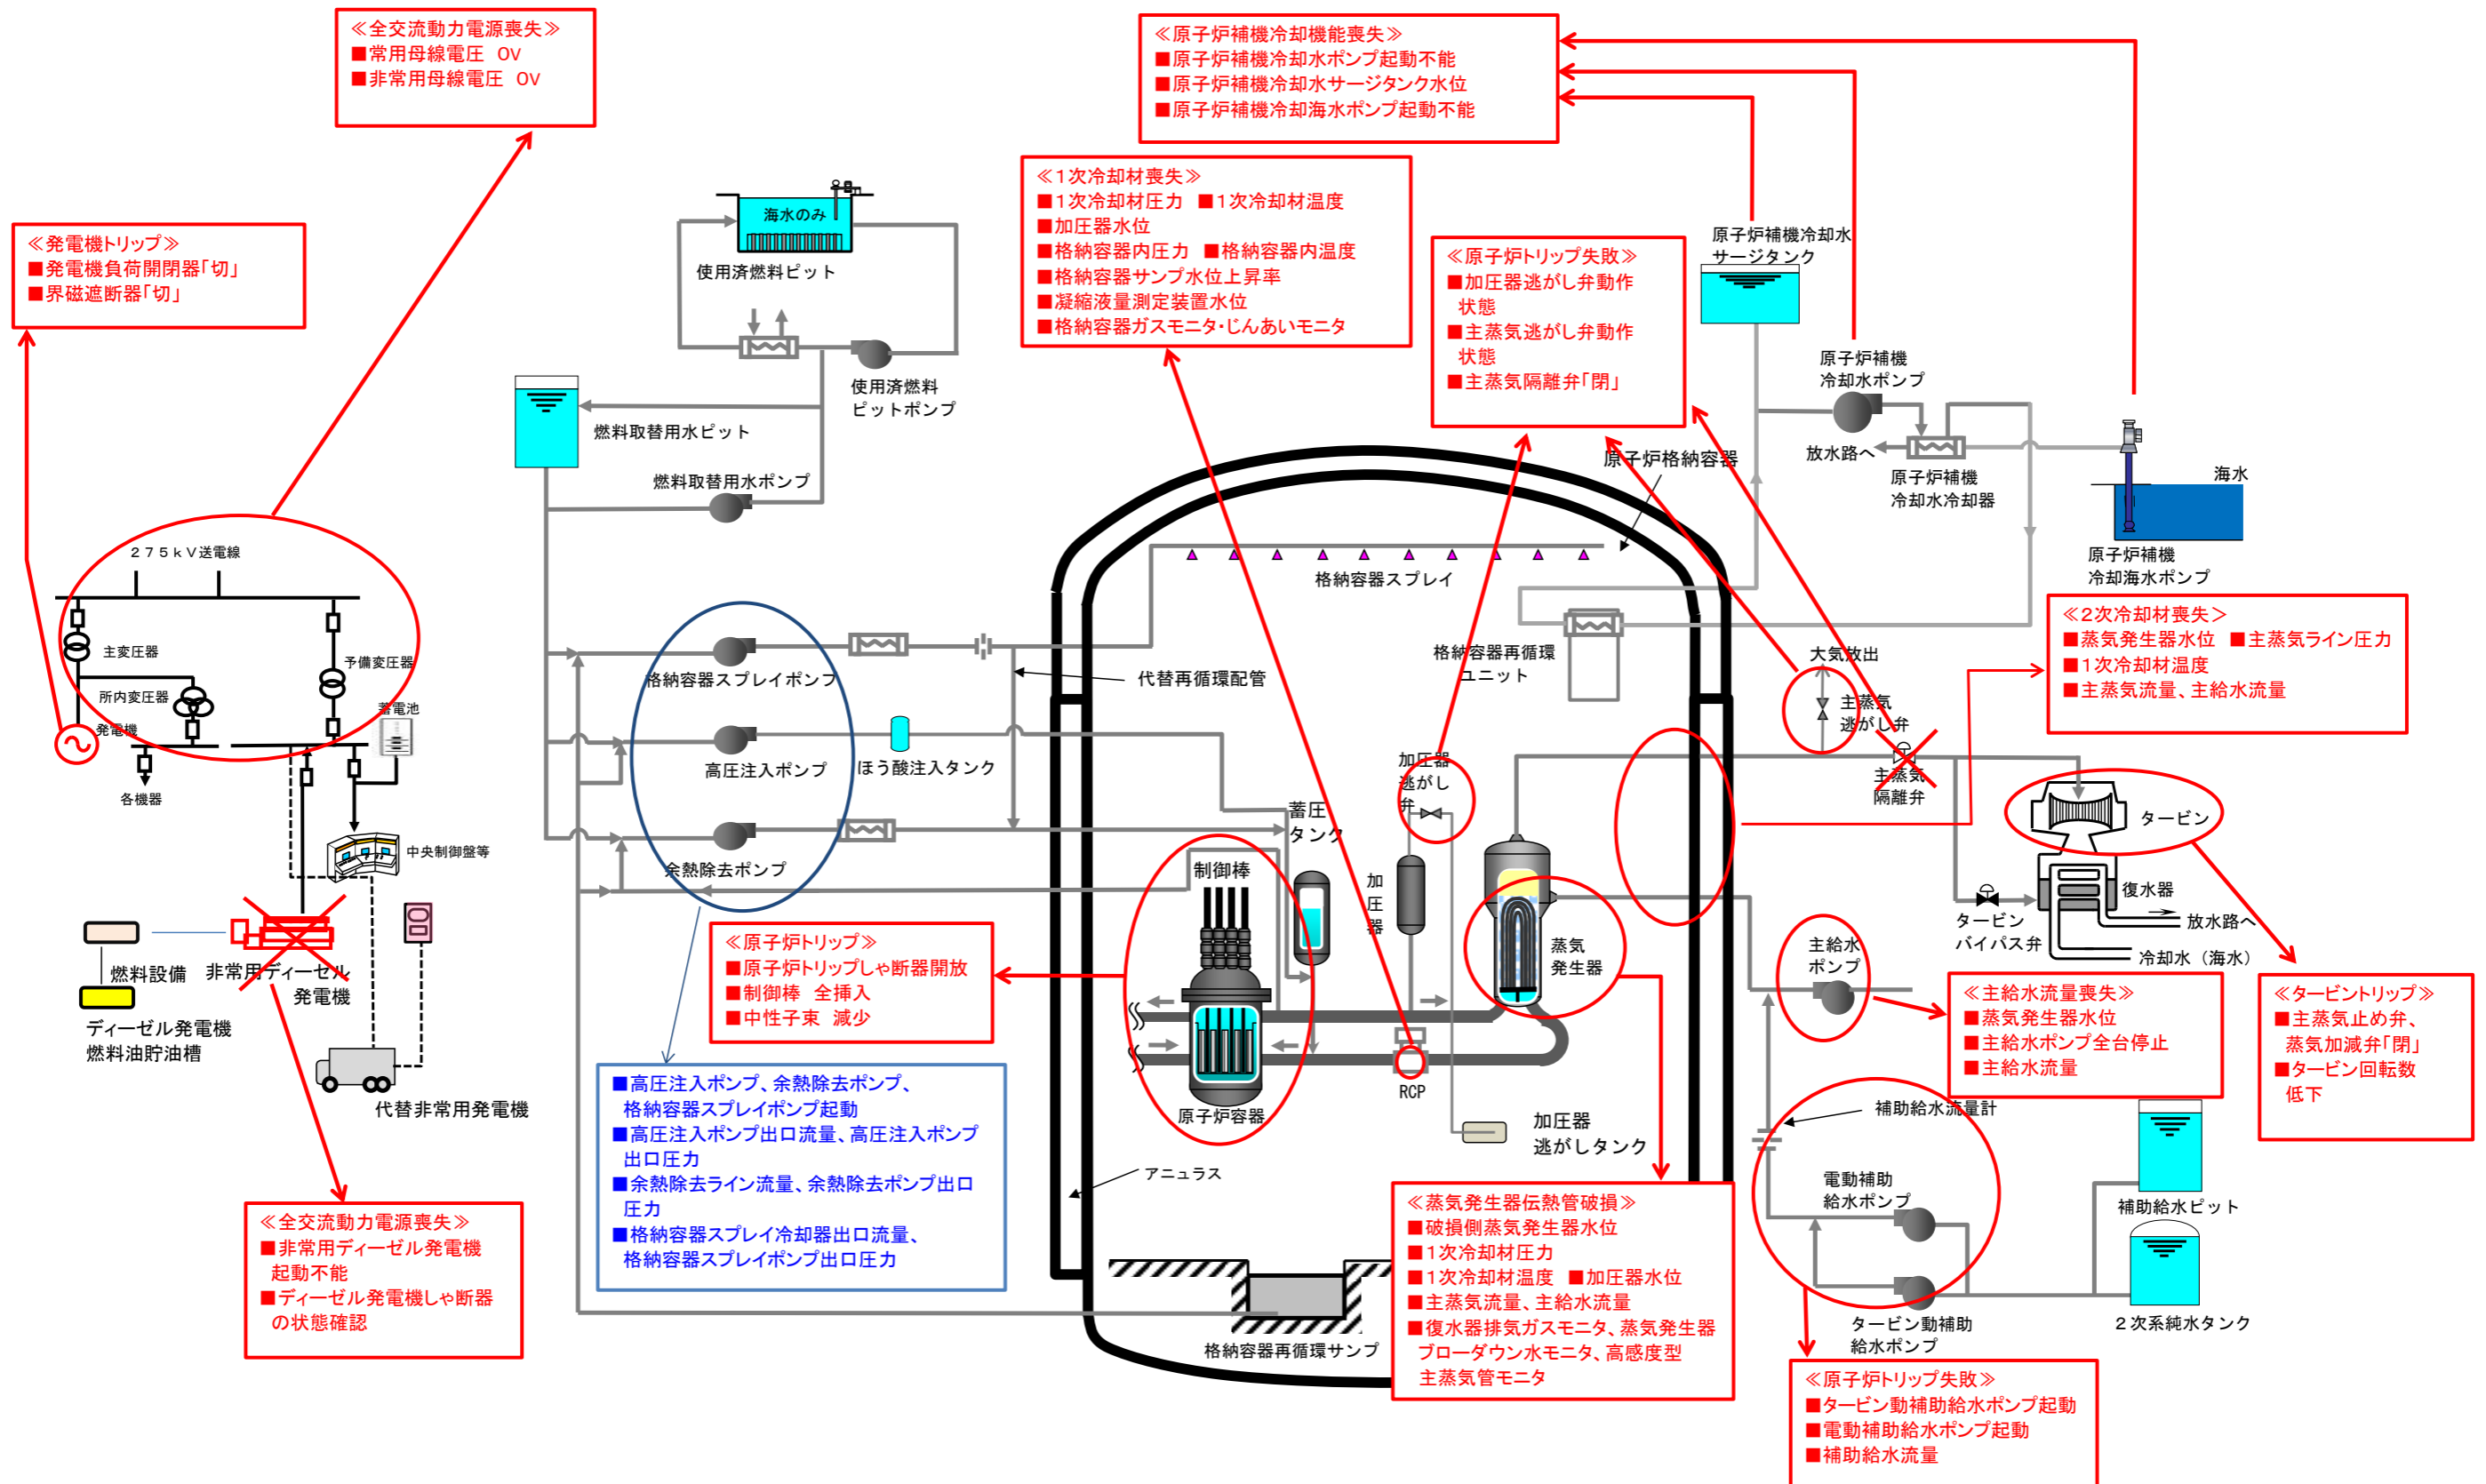 ≪全交流動力電源喪失≫
■常用母線電圧 0V
■非常用母線電圧 0V
≪原子炉補機冷却機能喪失≫
■原子炉補機冷却水ポンプ起動不能
■原子炉補機冷却水サージタンク水位
■原子炉補機冷却海水ポンプ起動不能
≪発電機トリップ≫
■発電機負荷開閉器「切」
■界磁遮断器「切」
海水のみ
使用済燃料ピット
使用済燃料
ピットポンプ
燃料取替用水ピット
燃料取替用水ポンプ
≪1次冷却材喪失≫
■1次冷却材圧力 ■1次冷却材温度
■加圧器水位
■格納容器内圧力 ■格納容器内温度
■格納容器サンプ水位上昇率
■凝縮液量測定装置水位
■格納容器ガスモニタ・じんあいモニタ
≪原子炉トリップ失敗≫
■加圧器逃がし弁動作
状態
■主蒸気逃がし弁動作
状態
■主蒸気隔離弁「閉」
原子炉補機冷却水
サージタンク
原子炉補機
冷却水ポンプ
放水路へ
原子炉補機
冷却水冷却器
海水
原子炉補機
冷却海水ポンプ
原子炉格納容器
格納容器スプレイ
格納容器再循環
ユニット
275kV送電線
主変圧器
予備変圧器
所内変圧器
蓄電池
発電機
各機器
中央制御盤等
燃料設備
非常用ディーゼル
発電機
ディーゼル発電機
燃料油貯油槽
代替非常用発電機
≪全交流動力電源喪失≫
■非常用ディーゼル発電機
起動不能
■ディーゼル発電機しゃ断器
の状態確認
格納容器スプレイポンプ
代替再循環配管
高圧注入ポンプ
ほう酸注入タンク
余熱除去ポンプ
蓄圧
タンク
≪原子炉トリップ≫
■原子炉トリップしゃ断器開放
■制御棒 全挿入
■中性子束 減少
■高圧注入ポンプ、余熱除去ポンプ、
格納容器スプレイポンプ起動
■高圧注入ポンプ出口流量、高圧注入ポンプ
出口圧力
■余熱除去ライン流量、余熱除去ポンプ出口
圧力
■格納容器スプレイ冷却器出口流量、
格納容器スプレイポンプ出口圧力
制御棒
原子炉容器
加圧器
加圧器
逃がし
弁
蒸気
発生器
RCP
加圧器
逃がしタンク
アニュラス
格納容器再循環サンプ
≪蒸気発生器伝熱管破損≫
■破損側蒸気発生器水位
■1次冷却材圧力
■1次冷却材温度 ■加圧器水位
■主蒸気流量、主給水流量
■復水器排気ガスモニタ、蒸気発生器
ブローダウン水モニタ、高感度型
主蒸気管モニタ
≪2次冷却材喪失＞
■蒸気発生器水位 ■主蒸気ライン圧力
■1次冷却材温度
■主蒸気流量、主給水流量
大気放出
主蒸気
逃がし弁
主蒸気
隔離弁
タービン
復水器
タービン
バイパス弁
放水路へ
冷却水（海水）
主給水
ポンプ
≪主給水流量喪失≫
■蒸気発生器水位
■主給水ポンプ全台停止
■主給水流量
≪タービントリップ≫
■主蒸気止め弁、
蒸気加減弁「閉」
■タービン回転数
低下
補助給水流量計
電動補助
給水ポンプ
補助給水ピット
タービン動補助
給水ポンプ
2次系純水タンク
≪原子炉トリップ失敗≫
■タービン動補助給水ポンプ起動
■電動補助給水ポンプ起動
■補助給水流量